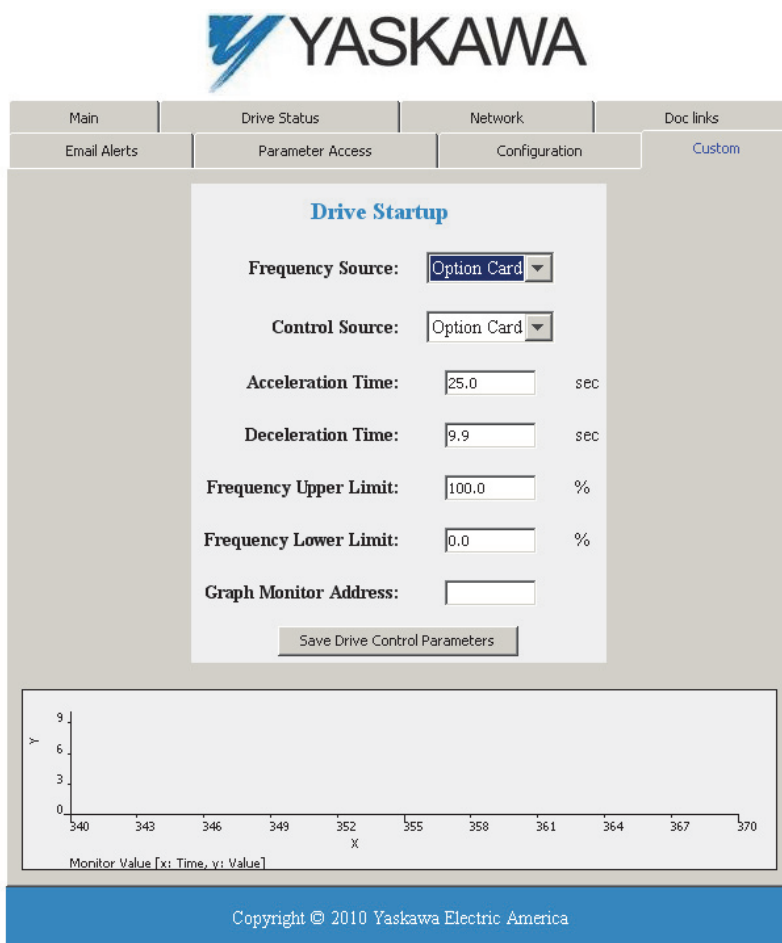 YASKAWA
Main Drive Status Network Doc links
Email Alerts Parameter Access Configuration Custom
Drive Startup
Frequency Source: Option Card
Control Source: Option Card
Acceleration Time: 25.0 sec
Deceleration Time: 9.9 sec
Frequency Upper Limit: 100.0 %
Frequency Lower Limit: 0.0 %
Graph Monitor Address:
Save Drive Control Parameters
9
Y
6
3
0
340 343 346 349 352 355 358 361 364 367 370
X
Monitor Value [x: Time, y: Value]
Copyright © 2010 Yaskawa Electric America